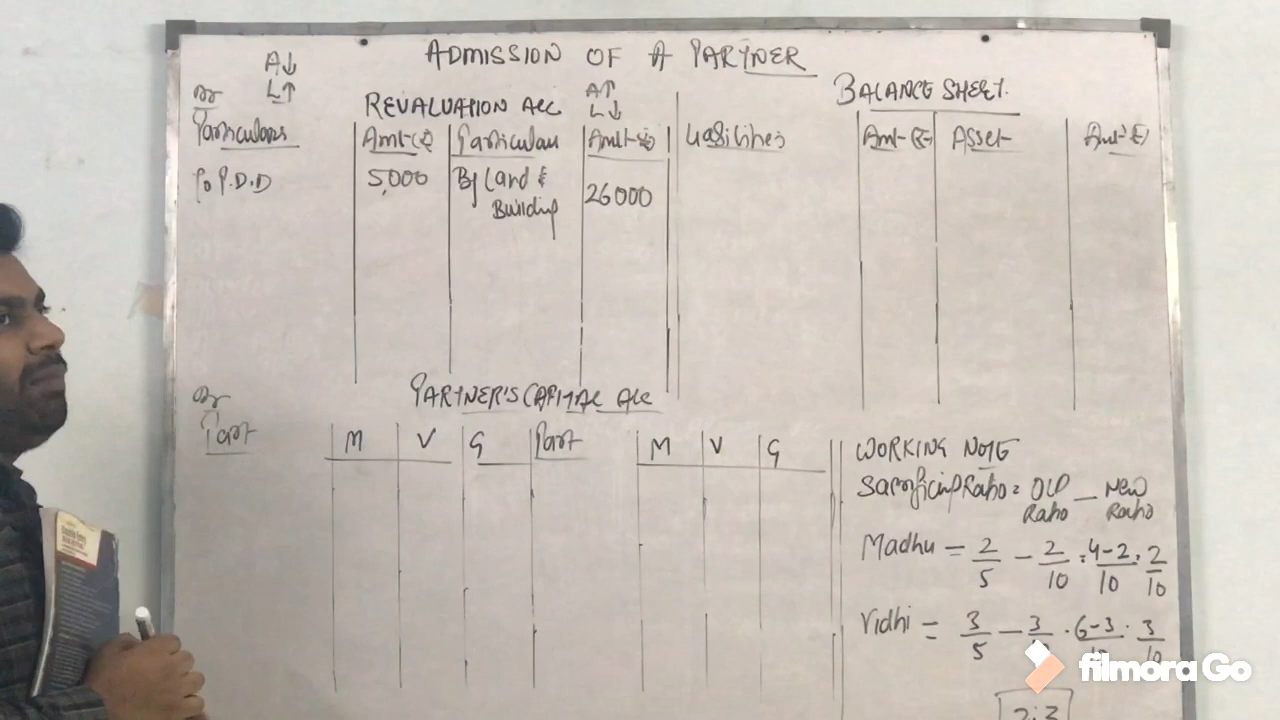 ADMISSION OF A PARTNER
A↓
L↑
Dr
REVALUATION A/c
A↑
L↓
Particulars Amt(₹) Particulars Amt(₹)
To P.D.D 5,000 By Land & Building 26000
BALANCE SHEET
Liabilities Amt(₹) Asset Amt(₹)
Dr
PARTNER'S CAPITAL A/c
Part M V G Part M V G
WORKING NOTE
Sacrificing Ratio = OLD Ratio — New Ratio
Madhu = 2/5 - 2/10 = 4-2/10 = 2/10
Vidhi = 3/5 - 3/ = 6-3/10 = 3/10
2:3
filmora Go